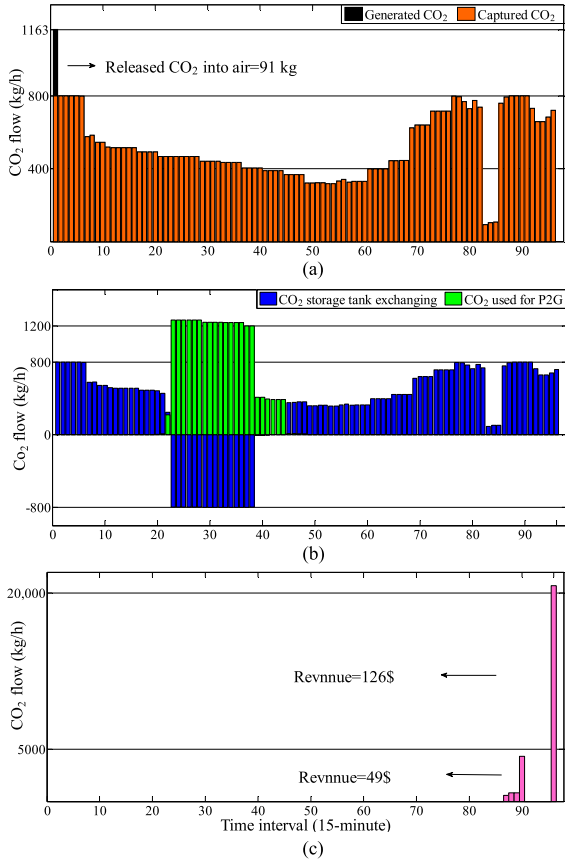 Generated CO2 Captured CO2
1163
Released CO2 into air=91 kg
800
400
CO2 flow (kg/h)
0 10 20 30 40 50 60 70 80 90
(a)
CO2 storage tank exchanging CO2 used for P2G
1200
800
0
-800
Co2 flow (kg/h)
0 10 20 30 40 50 60 70 80 90
(b)
20,000
Revnnue=126$
5000
Revnnue=49$
CO2 flow (kg/h)
0 10 20 30 40 50 60 70 80 90
Time interval (15-minute)
(c)